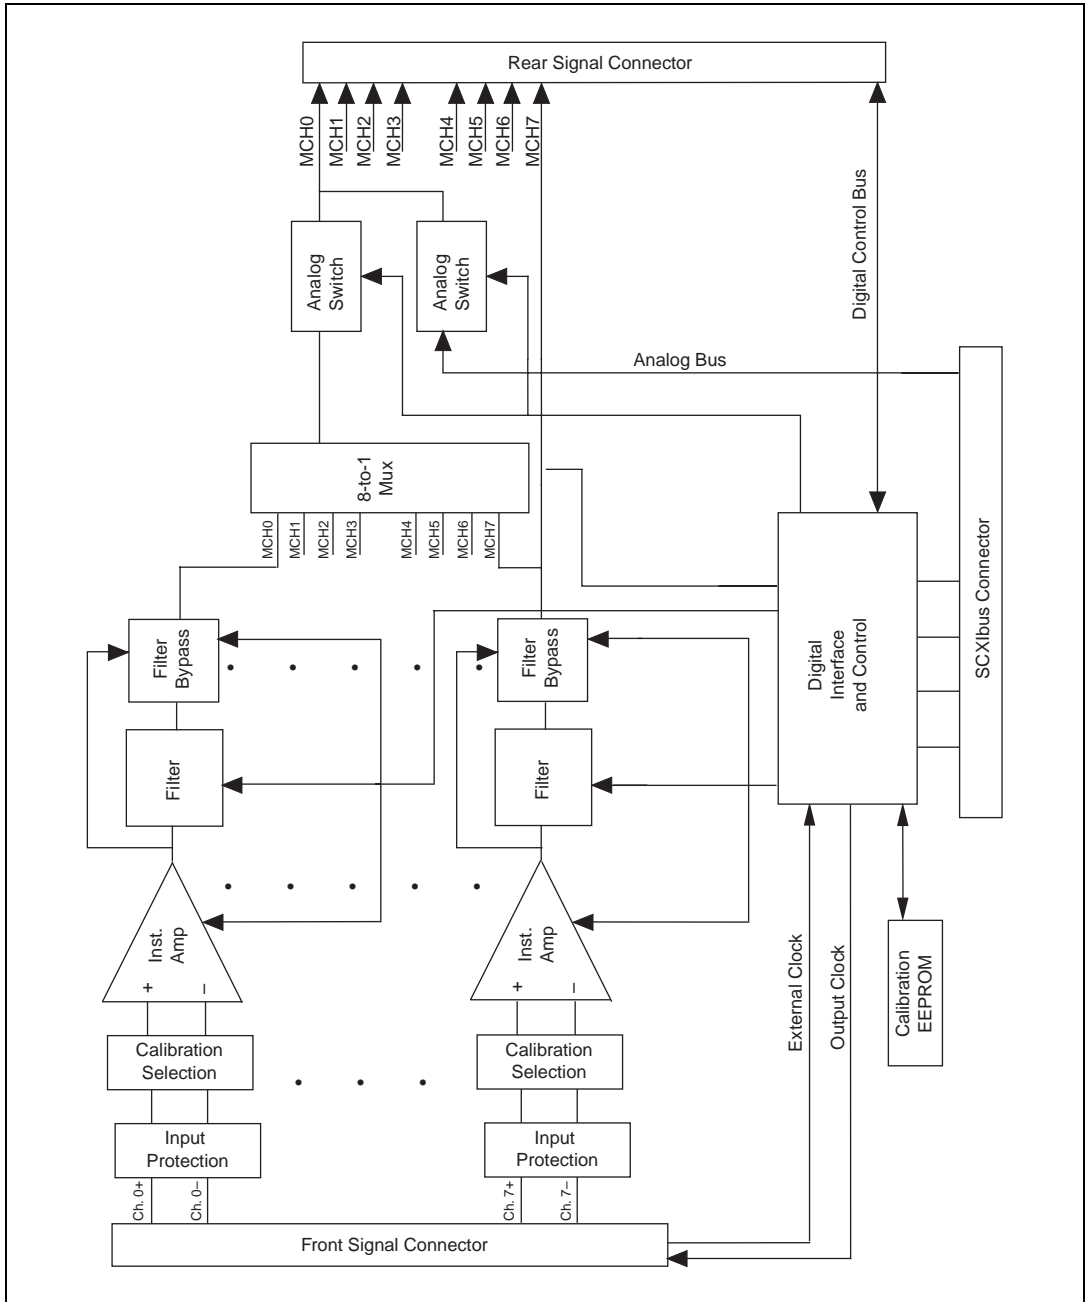 Rear Signal Connector
MCH0
MCH1
MCH2
MCH3
MCH4
MCH5
MCH6
MCH7
Digital Control Bus
Analog
Switch
Analog
Switch
Analog Bus
8-to-1
Mux
MCH0
MCH1
MCH2
MCH3
MCH4
MCH5
MCH6
MCH7
SCXIbus Connector
Filter
Bypass
Filter
Bypass
Digital
Interface
and Control
Filter
Filter
Inst.
Amp
+
–
Inst.
Amp
+
–
External Clock
Output Clock
Calibration
EEPROM
Calibration
Selection
Calibration
Selection
Input
Protection
Input
Protection
Ch. 0+
Ch. 0–
Ch. 7+
Ch. 7–
Front Signal Connector